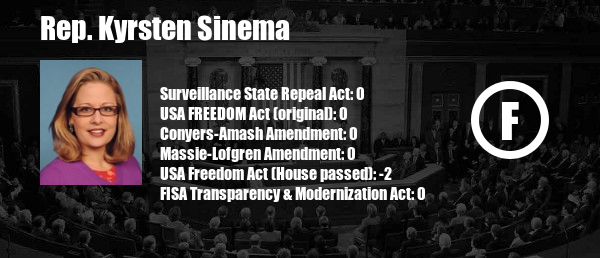 Rep. Kyrsten Sinema
Surveillance State Repeal Act: 0
USA FREEDOM Act (original): 0
Conyers-Amash Amendment: 0
Massie-Lofgren Amendment: 0
USA Freedom Act (House passed): -2
FISA Transparency & Modernization Act: 0
F